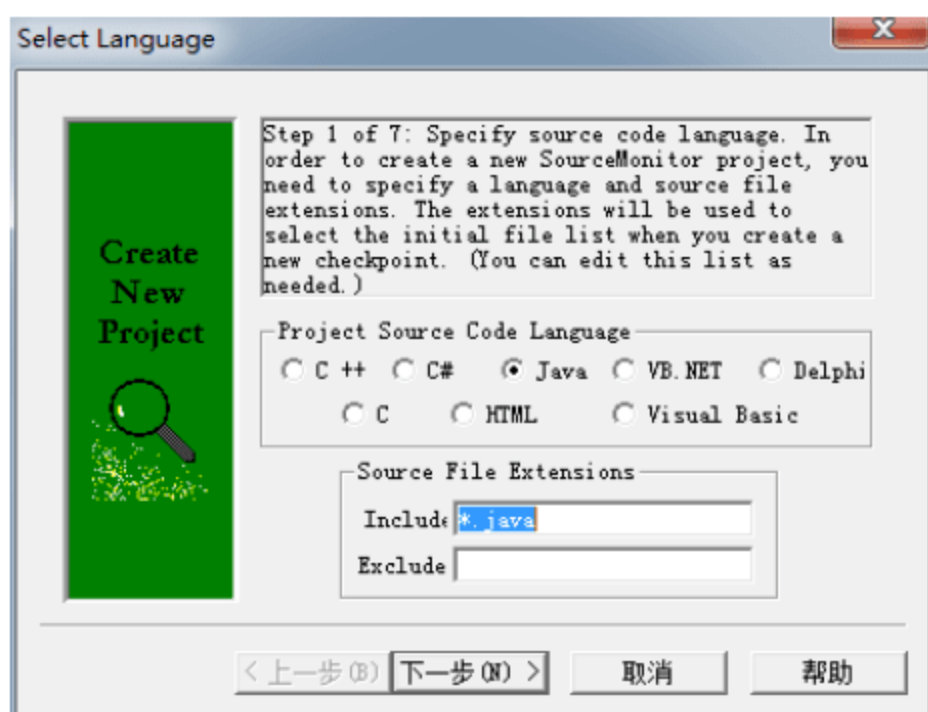 Select Language
Create
New
Project
Step 1 of 7: Specify source code language. In
order to create a new SourceMonitor project, you
need to specify a language and source file
extensions. The extensions will be used to
select the initial file list when you create a
new checkpoint. (You can edit this list as
needed.)
Project Source Code Language
C ++ C# Java VB.NET Delphi
C HTML Visual Basic
Source File Extensions
Include *.java
Exclude
< 上一步(B) 下一步(N) > 取消 帮助